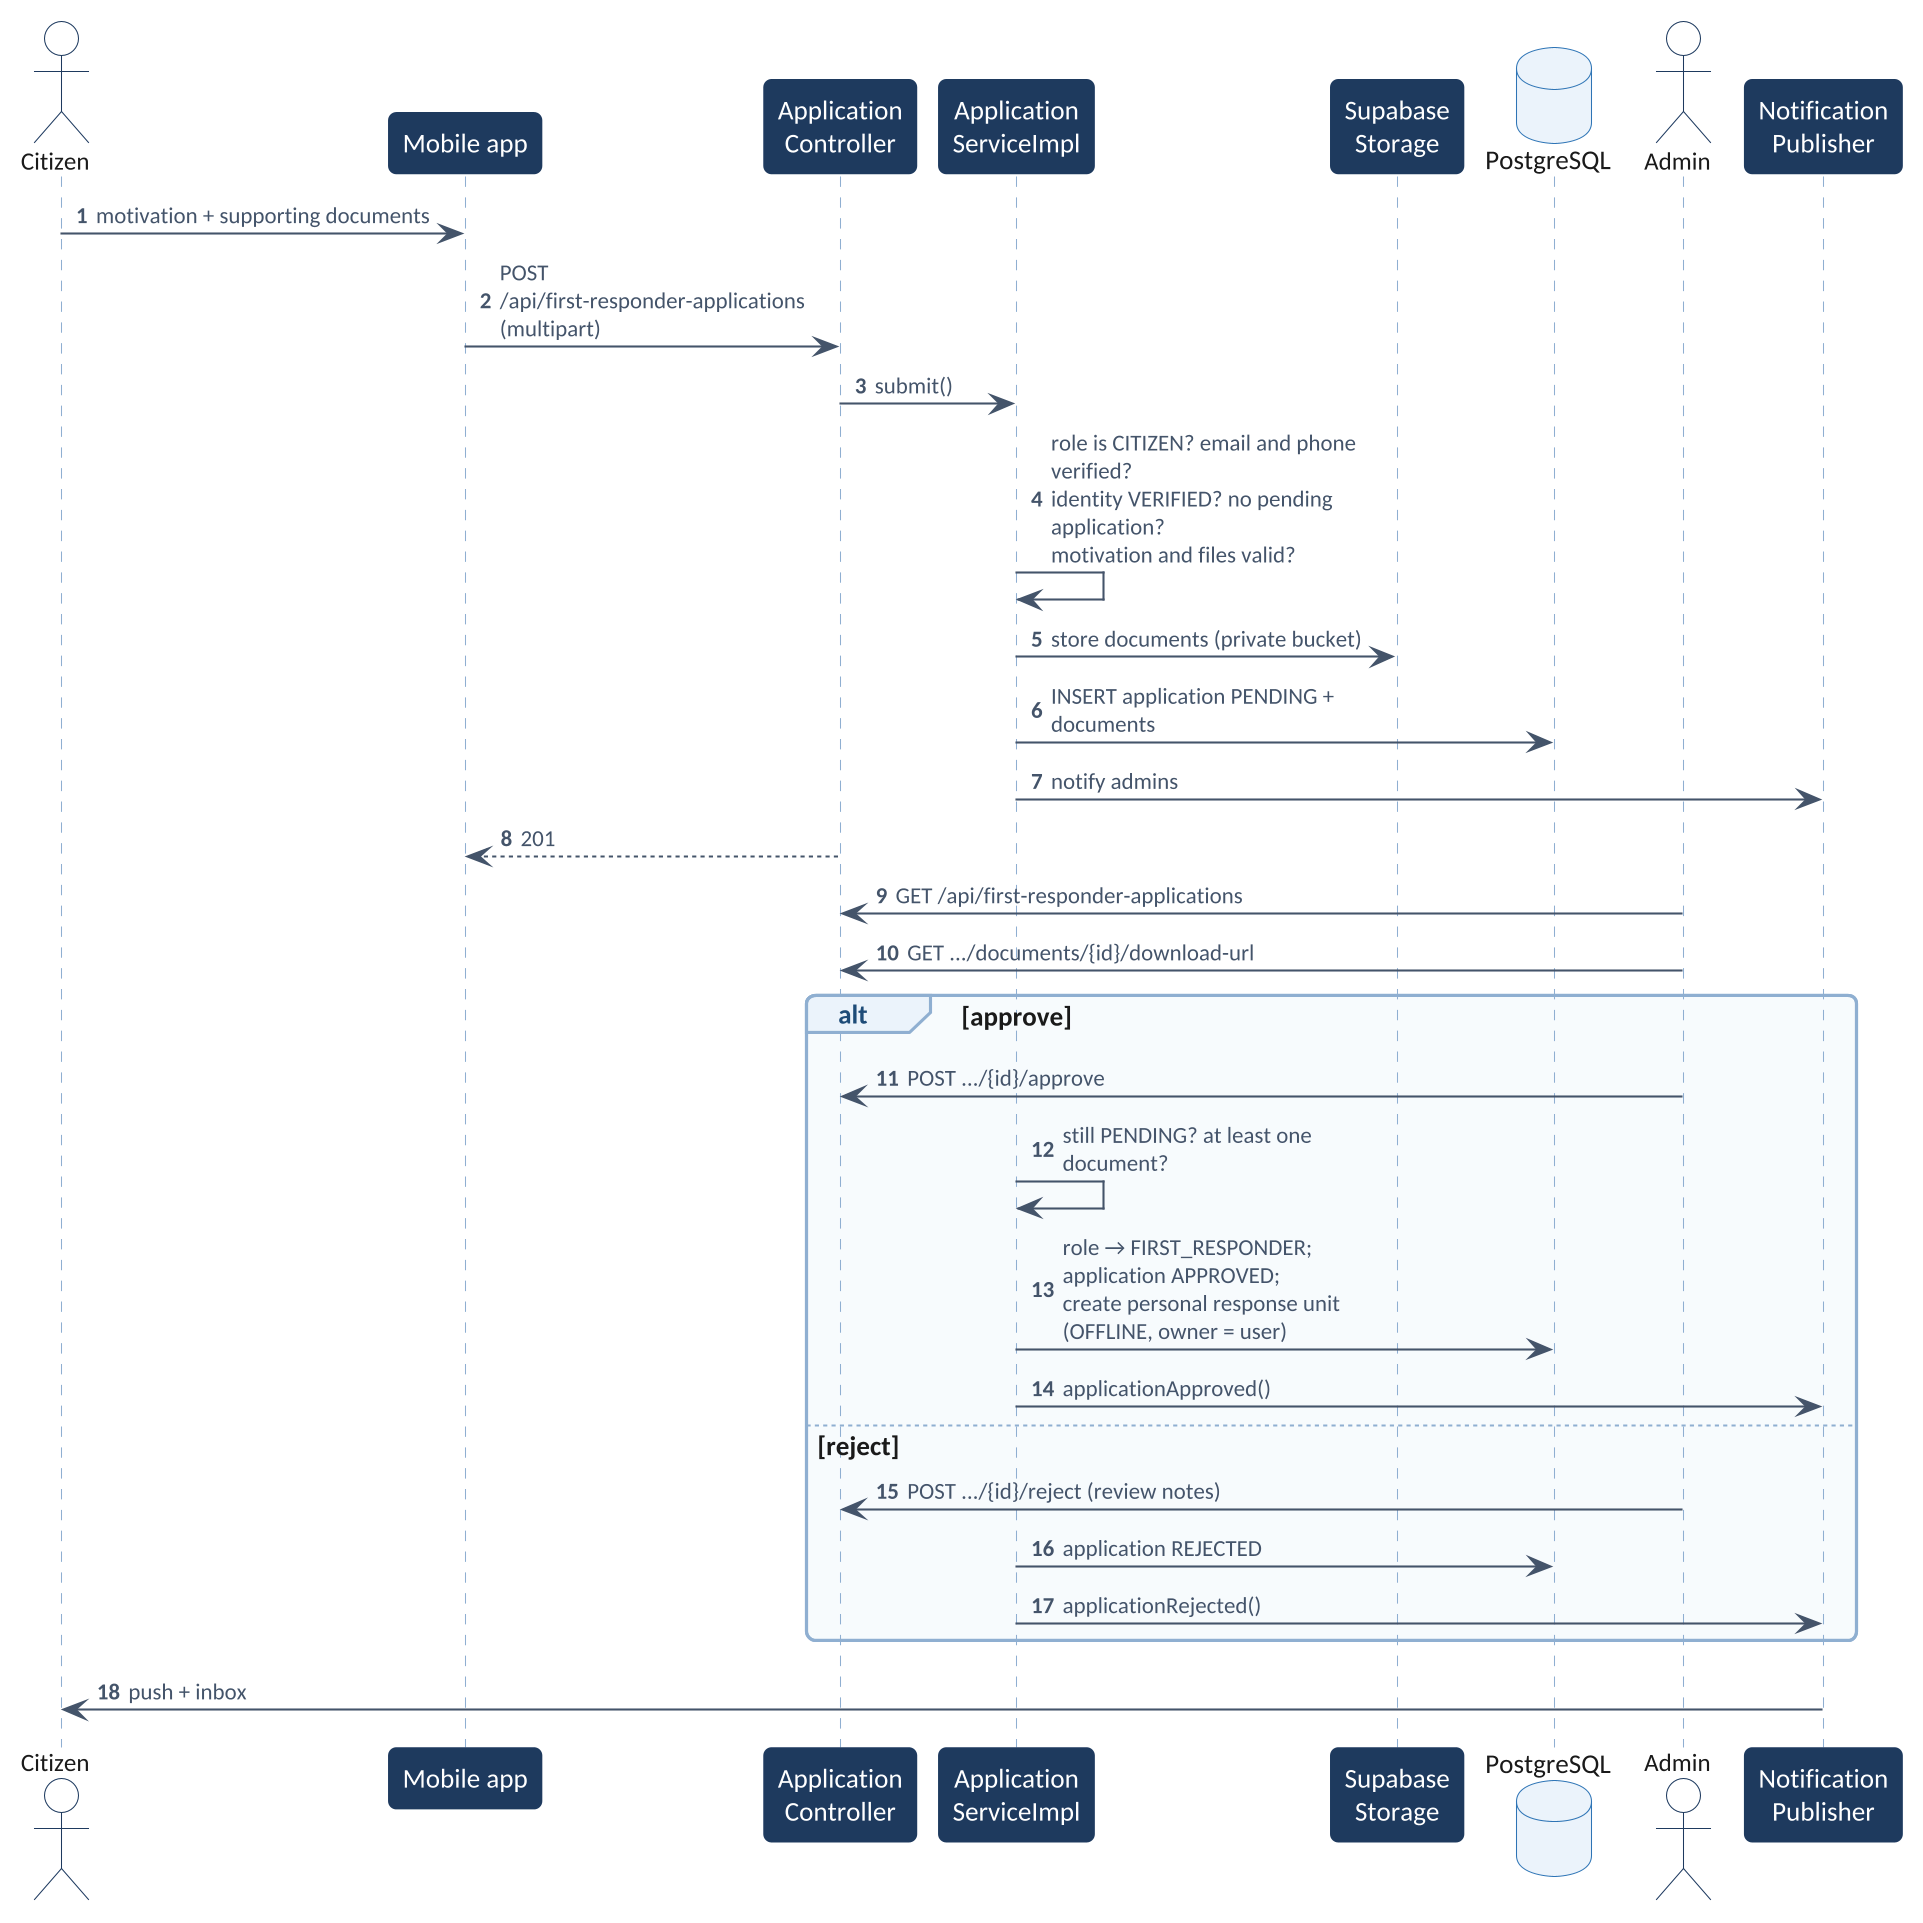 Citizen
Mobile app
Application
Controller
Application
ServiceImpl
Supabase
Storage
PostgreSQL
Admin
Notification
Publisher
1 motivation + supporting documents
POST
2 /api/first-responder-applications
(multipart)
3 submit()
role is CITIZEN? email and phone
verified?
4 identity VERIFIED? no pending
application?
motivation and files valid?
5 store documents (private bucket)
6 INSERT application PENDING +
documents
7 notify admins
8 201
9 GET /api/first-responder-applications
10 GET .../documents/{id}/download-url
alt [approve]
11 POST .../{id}/approve
12 still PENDING? at least one
document?
role → FIRST_RESPONDER;
application APPROVED;
13 create personal response unit
(OFFLINE, owner = user)
14 applicationApproved()
[reject]
15 POST .../{id}/reject (review notes)
16 application REJECTED
17 applicationRejected()
18 push + inbox
Citizen
Mobile app
Application
Controller
Application
ServiceImpl
Supabase
Storage
PostgreSQL
Admin
Notification
Publisher